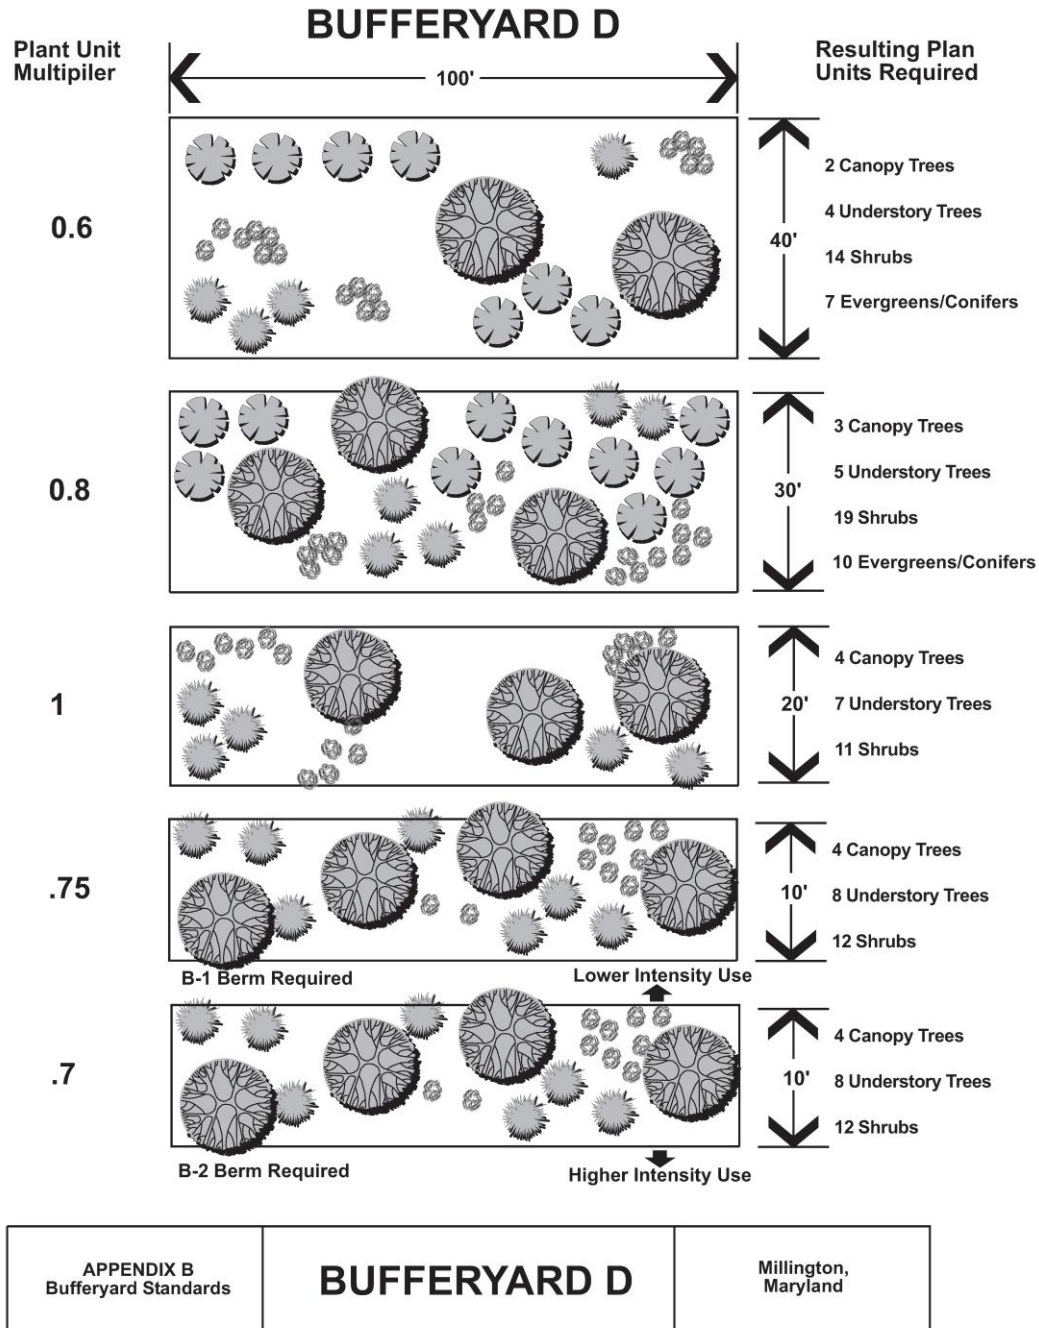 BUFFERYARD D
Plant Unit
Multipiler
100'
Resulting Plan
Units Required
0.6
40'
2 Canopy Trees
4 Understory Trees
14 Shrubs
7 Evergreens/Conifers
0.8
30'
3 Canopy Trees
5 Understory Trees
19 Shrubs
10 Evergreens/Conifers
1
20'
4 Canopy Trees
7 Understory Trees
11 Shrubs
.75
10'
4 Canopy Trees
8 Understory Trees
12 Shrubs
B-1 Berm Required
Lower Intensity Use
.7
10'
4 Canopy Trees
8 Understory Trees
12 Shrubs
B-2 Berm Required
Higher Intensity Use
APPENDIX B
Bufferyard Standards
BUFFERYARD D
Millington,
Maryland